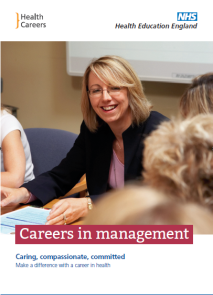 Health
Careers
NHS
Health Education England
Careers in management
Caring, compassionate, committed
Make a difference with a career in health